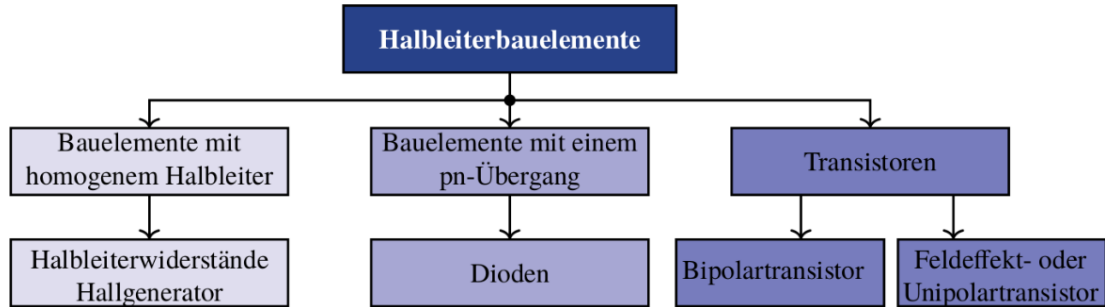 Halbleiterbauelemente
Bauelemente mit
homogenem Halbleiter
Bauelemente mit einem
pn-Übergang
Transistoren
Halbleiterwiderstände
Hallgenerator
Dioden
Bipolartransistor
Feldeffekt- oder
Unipolartransistor